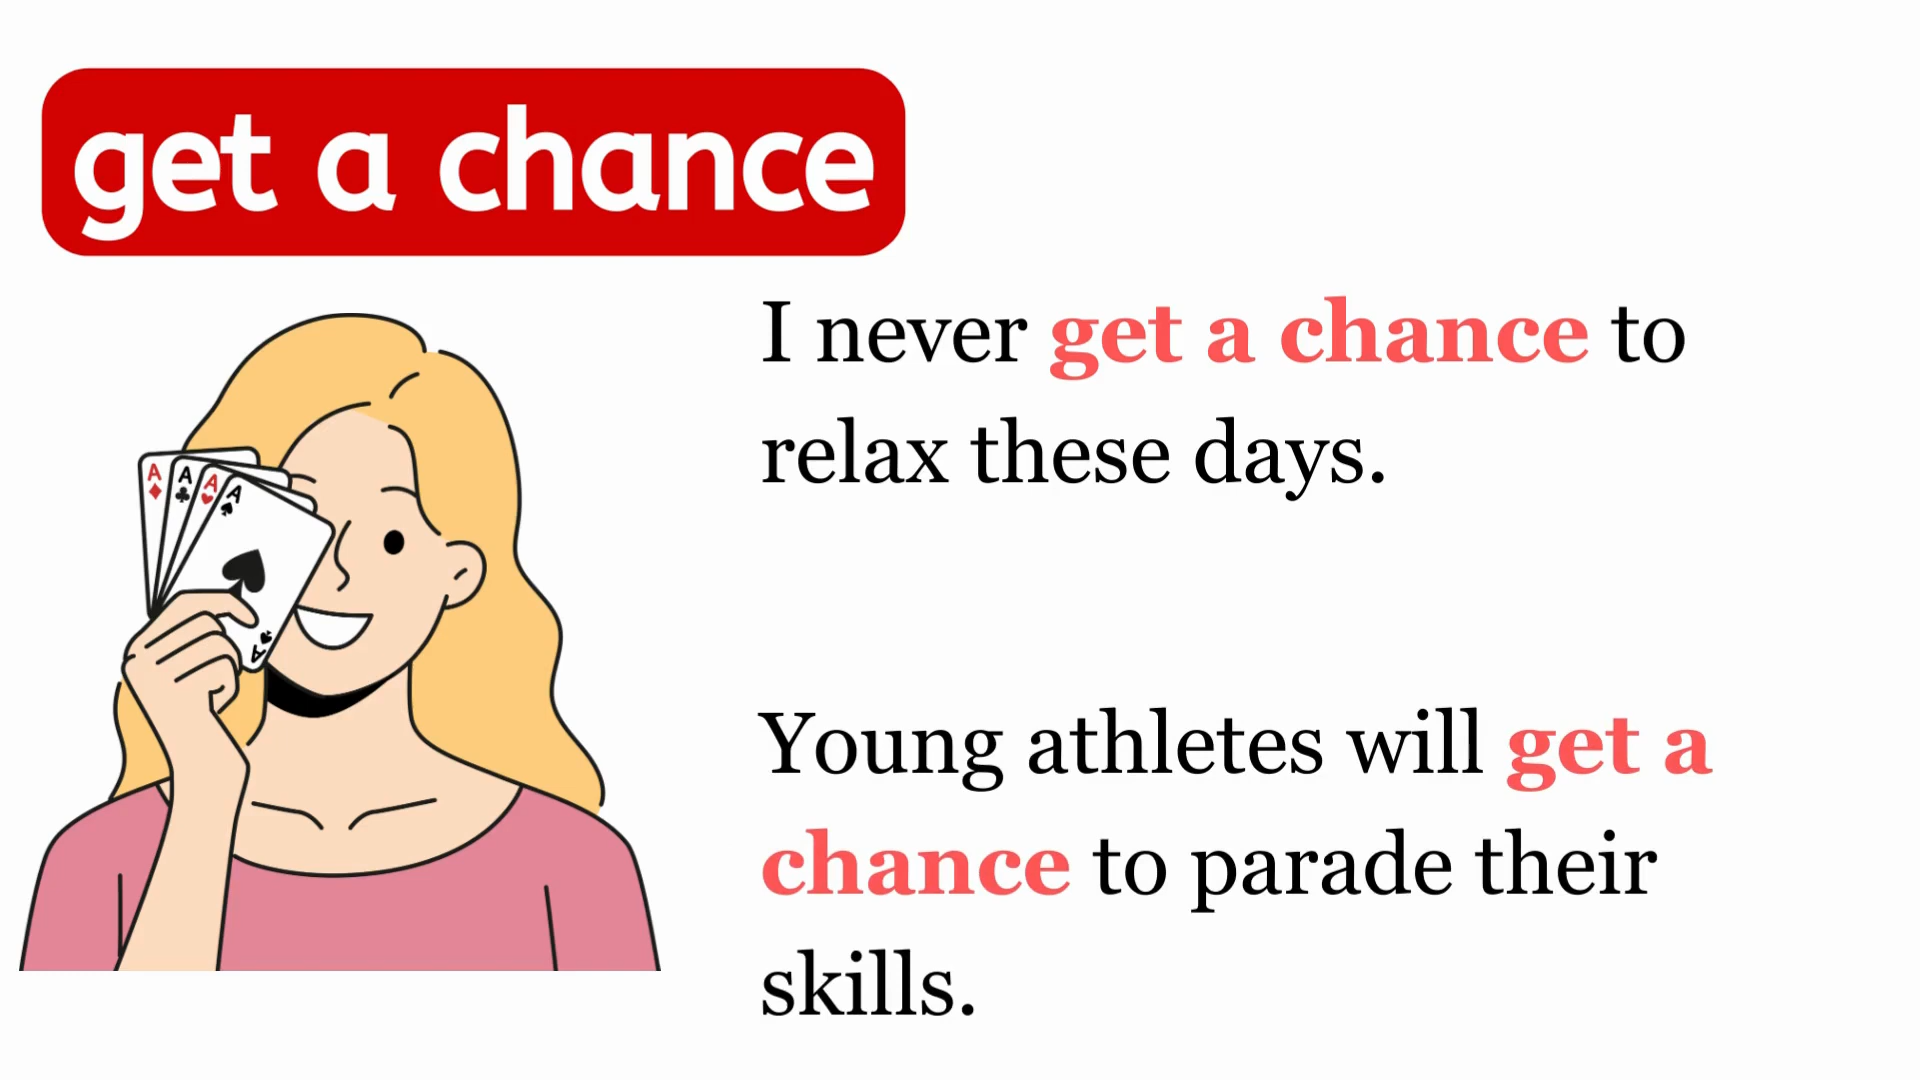 get a chance
I never get a chance to
relax these days.
A A A A
A
Young athletes will get a
chance to parade their
skills.